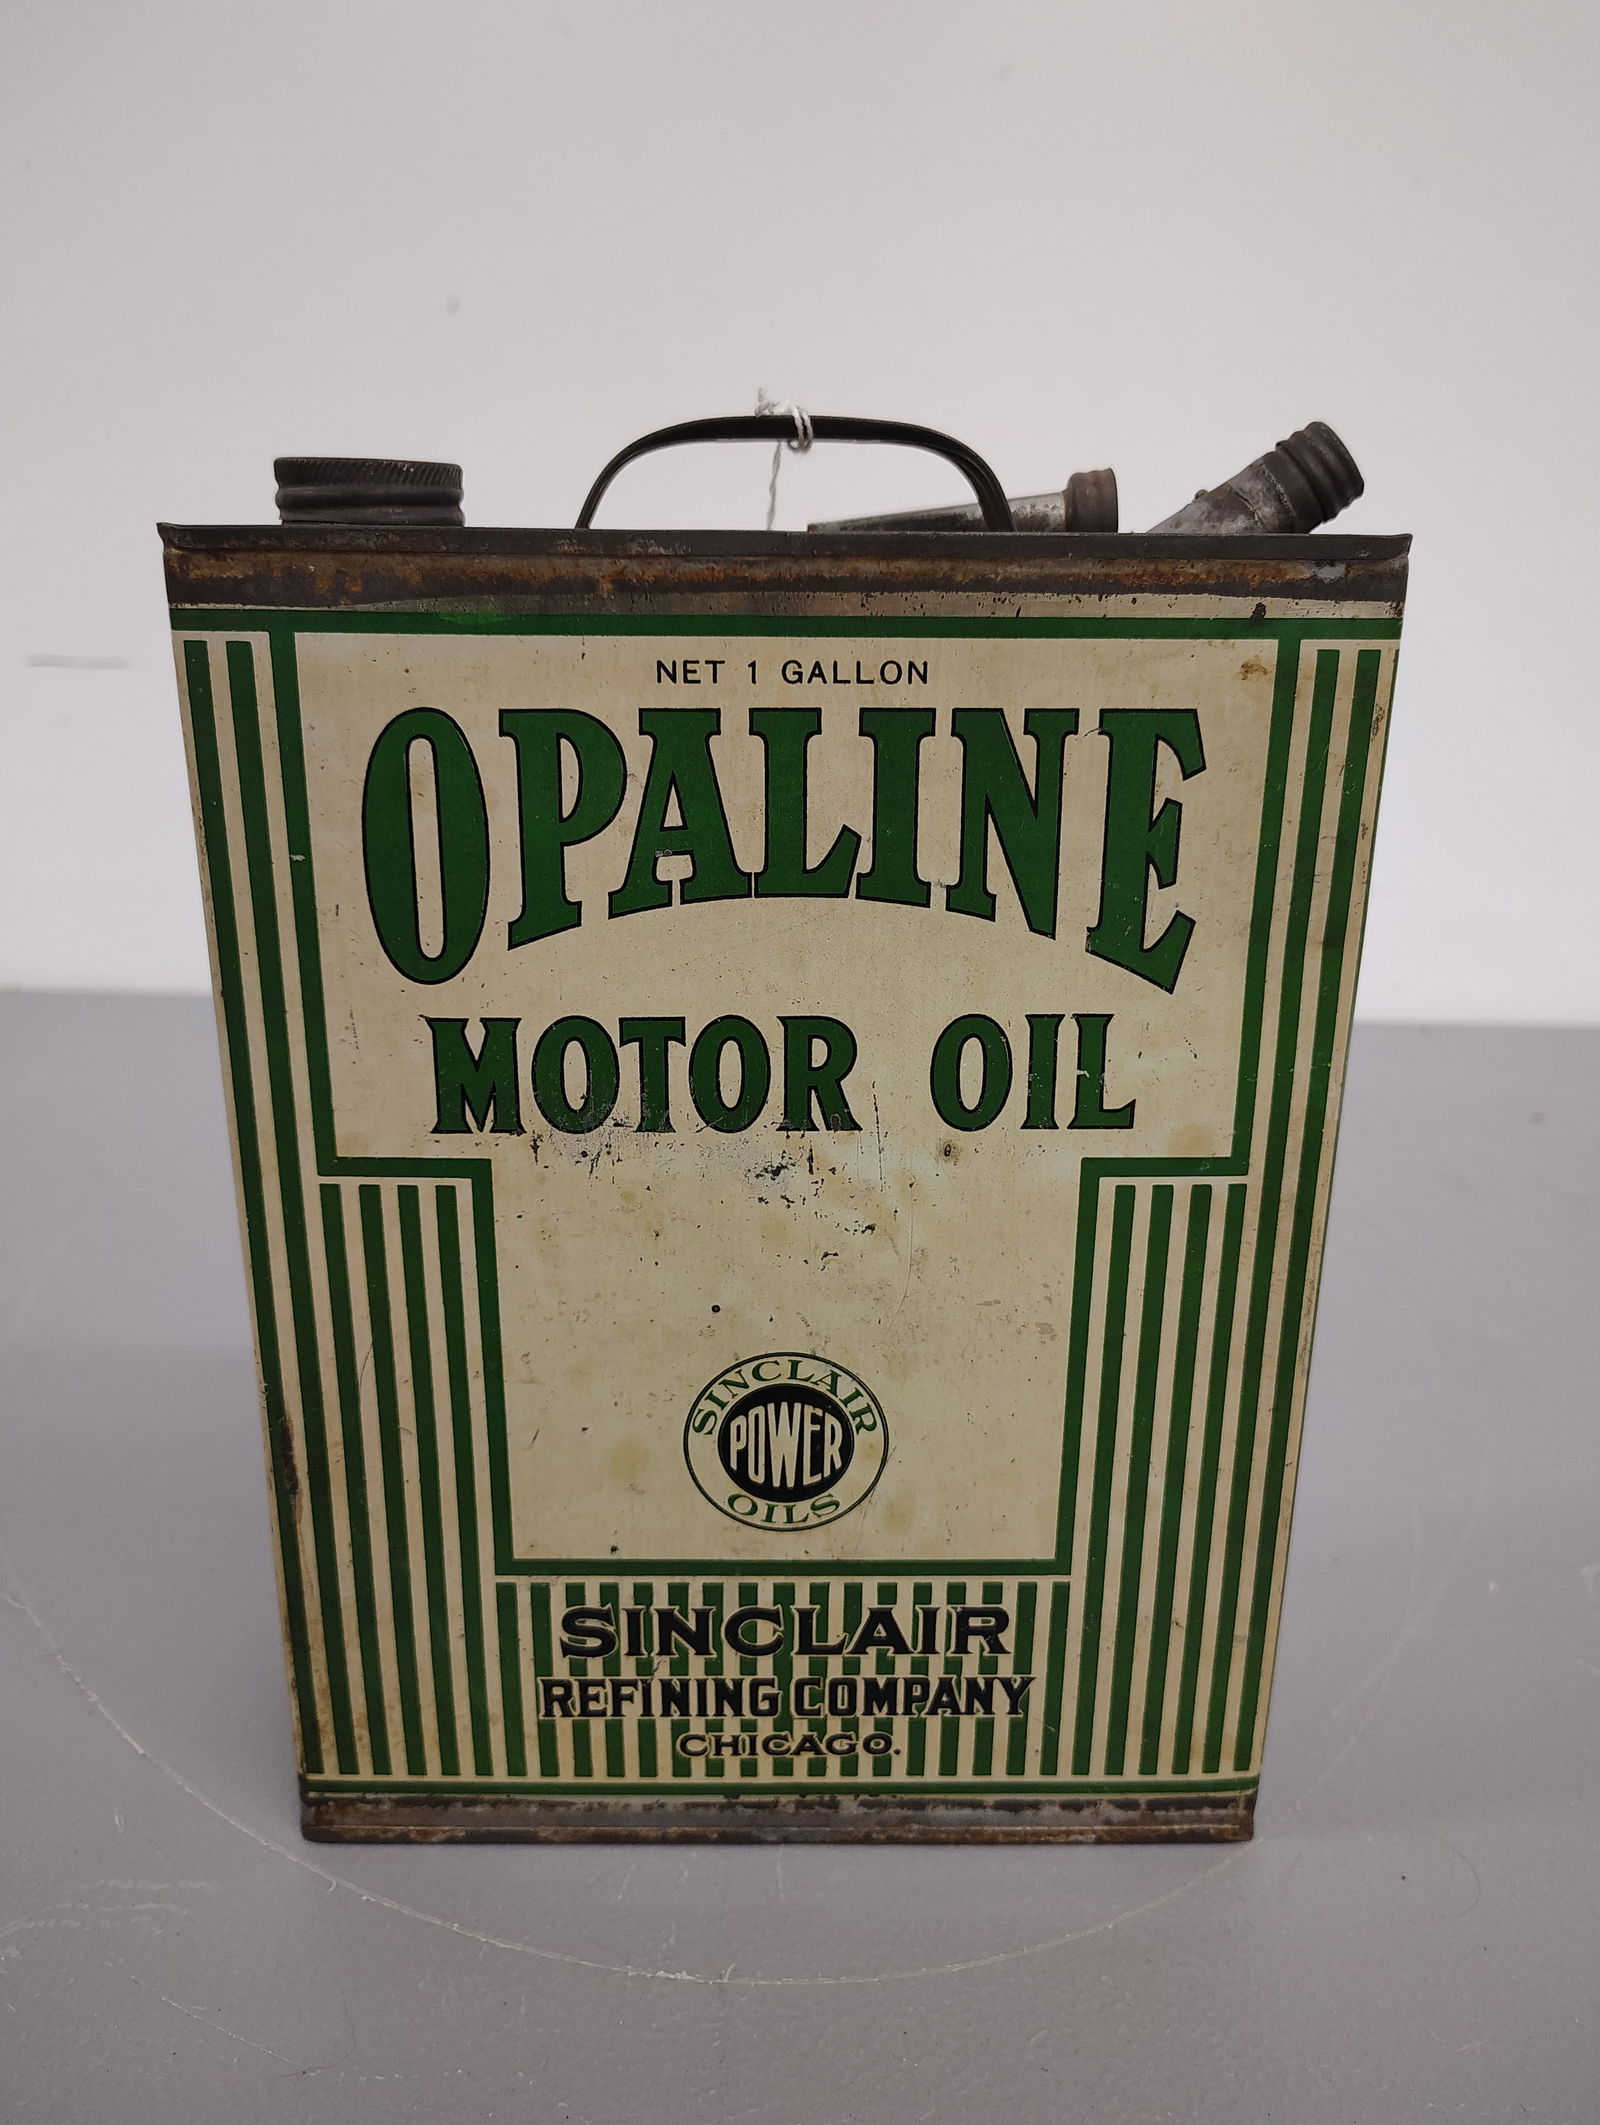 NET 1 GALLON
OPALINE
MOTOR OIL
SINCLAIR
POWER
OILS
SINCLAIR
REFINING COMPANY
CHICAGO.